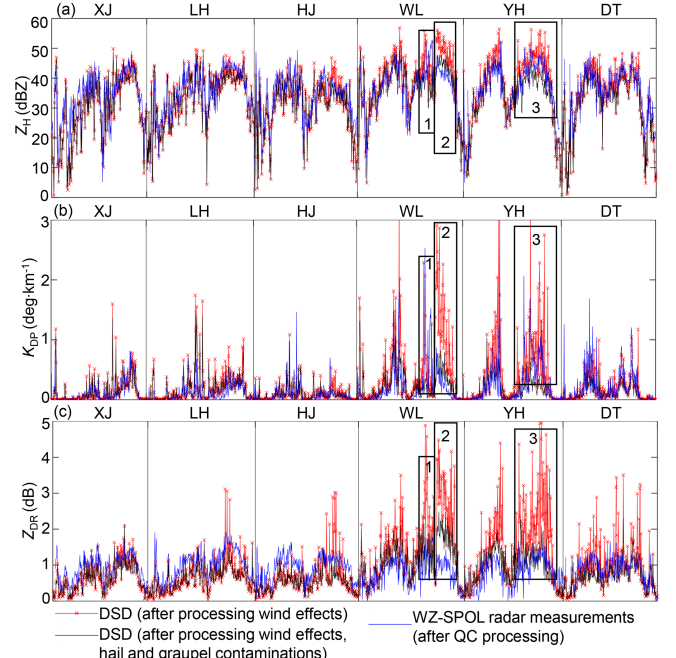 (a) XJ LH HJ WL YH DT
60
50
40
30
20
10
0
Z_H (dBZ)
1
2
3
(b) XJ LH HJ WL YH DT
3
2
1
0
K_DP (deg·km⁻¹)
1
2
3
(c) XJ LH HJ WL YH DT
5
4
3
2
1
0
Z_DR (dB)
1
2
3
DSD (after processing wind effects)
DSD (after processing wind effects,
hail and graupel contaminations)
WZ-SPOL radar measurements
(after QC processing)